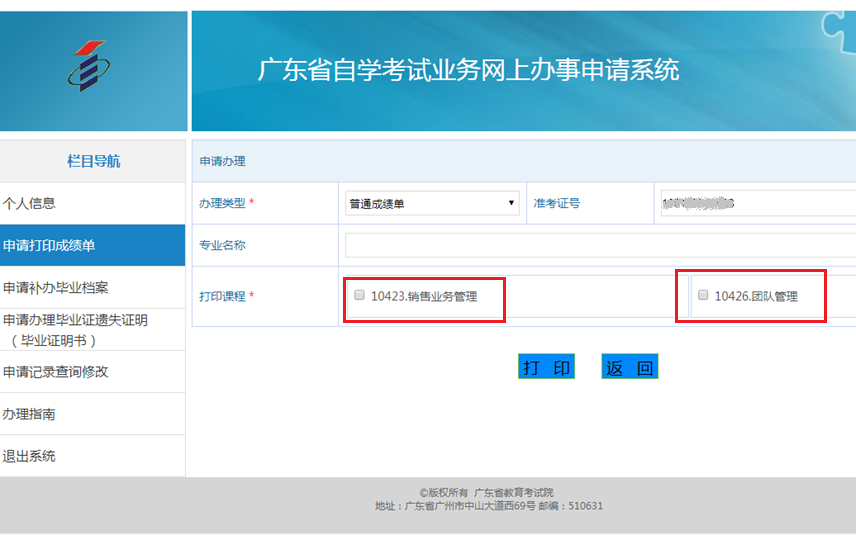 广东省自学考试业务网上办事申请系统
栏目导航
个人信息
申请打印成绩单
申请补办毕业档案
申请办理毕业证遗失证明
（毕业证明书）
申请记录查询修改
办理指南
退出系统
申请办理
办理类型 * 普通成绩单 准考证号
专业名称
打印课程 * 10423.销售业务管理 10426.团队管理
打 印 返 回
©版权所有 广东省教育考试院
地址：广东省广州市中山大道西69号 邮编：510631